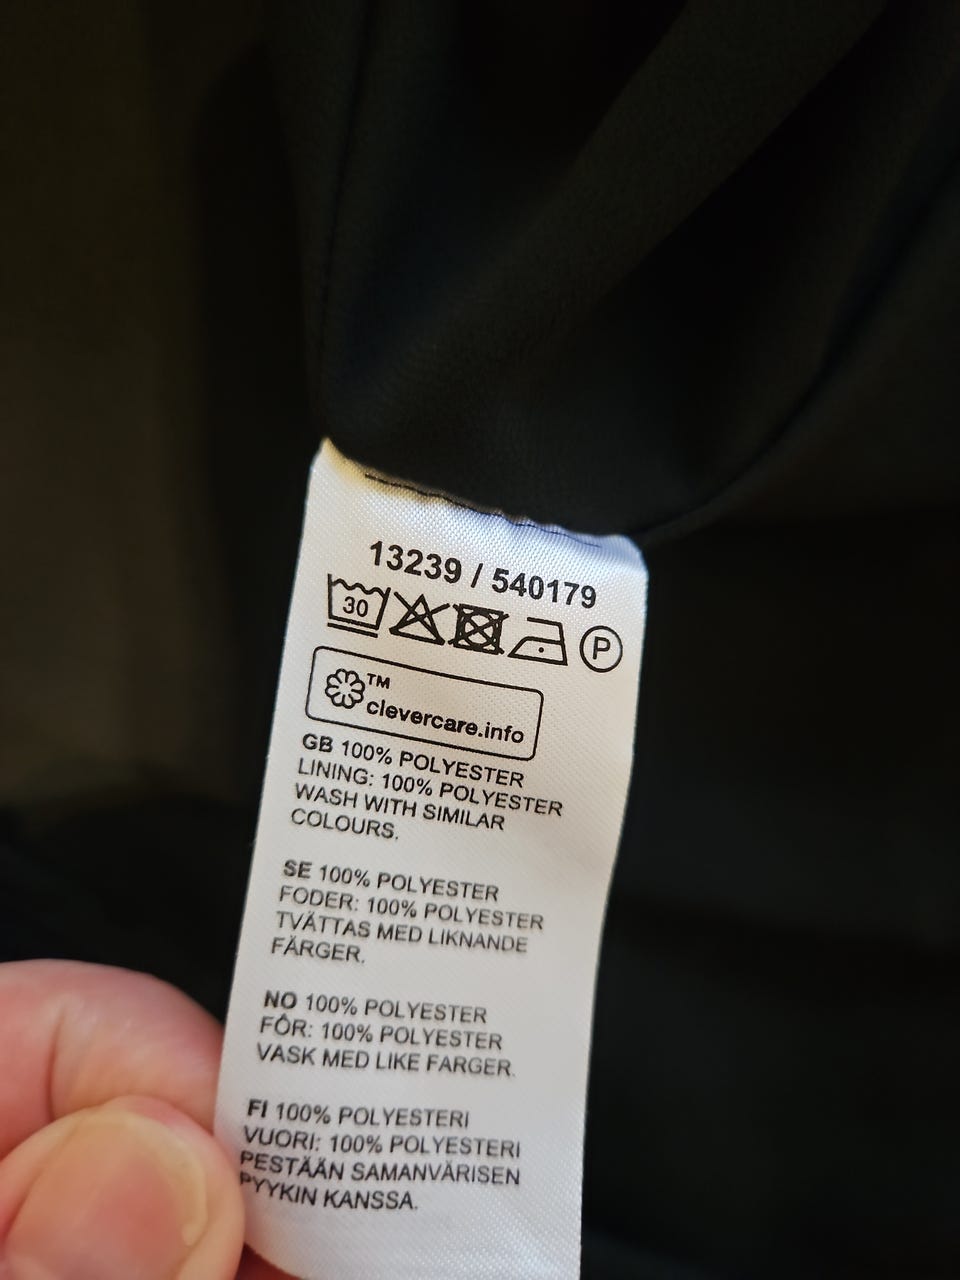 13239 / 540179
30
P
TM
clevercare.info
GB 100% POLYESTER
LINING: 100% POLYESTER
WASH WITH SIMILAR
COLOURS.
SE 100% POLYESTER
FODER: 100% POLYESTER
TVÄTTAS MED LIKNANDE
FÄRGER.
NO 100% POLYESTER
FÔR: 100% POLYESTER
VASK MED LIKE FARGER.
FI 100% POLYESTERI
VUORI: 100% POLYESTERI
PESTÄÄN SAMANVÄRISEN
PYYKIN KANSSA.